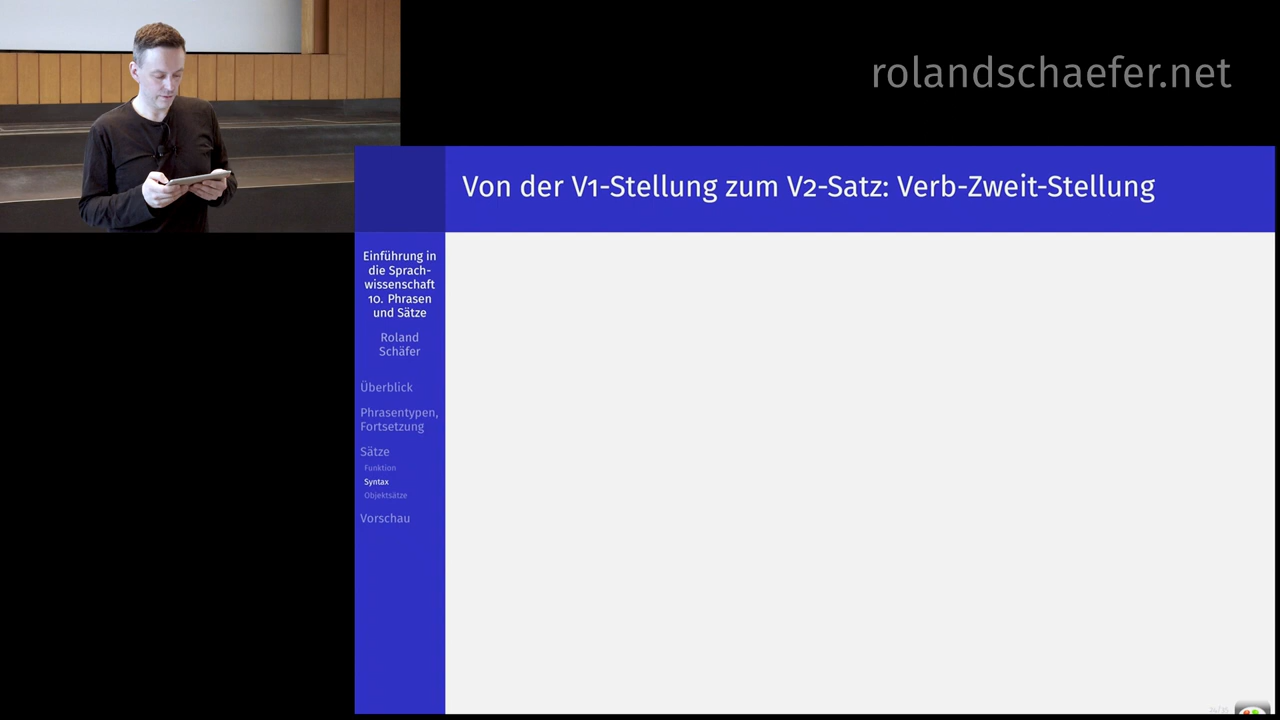 rolandschaefer.net
Von der V1-Stellung zum V2-Satz: Verb-Zweit-Stellung
Einführung in
die Sprach-
wissenschaft
10. Phrasen
und Sätze
Roland
Schäfer
Überblick
Phrasentypen,
Fortsetzung
Sätze
Funktion
Syntax
Objektsätze
Vorschau